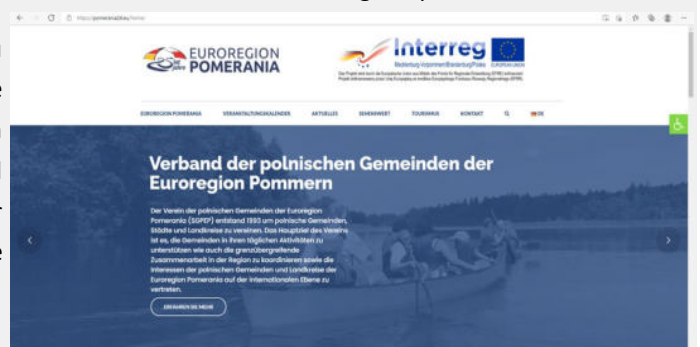 EUROREGION
POMERANIA
Interreg
Mecklenburg-Vorpommern/Brandenburg/Polska
EUROPEAN UNION
EUROREGION POMERANIA VERANSTALTUNGSKALENDER AKTUELLES SEHENSWERT TOURISMUS KONTAKT DE
Verband der polnischen Gemeinden der
Euroregion Pommern
Der Verein der polnischen Gemeinden der Euroregion
Pomerania (SGPEP) entstand 1993 um polnische Gemeinden,
Städte und Landkreise zu vereinen. Das Hauptziel des Vereins
ist es, die Gemeinden in ihren täglichen Aktivitäten zu
unterstützen wie auch die grenzübergreifende
Zusammenarbeit in der Region zu koordinieren sowie die
Interessen der polnischen Gemeinden und Landkreise der
Euroregion Pomerania auf der internationalen Ebene zu
vertreten.
ERFAHREN SIE MEHR